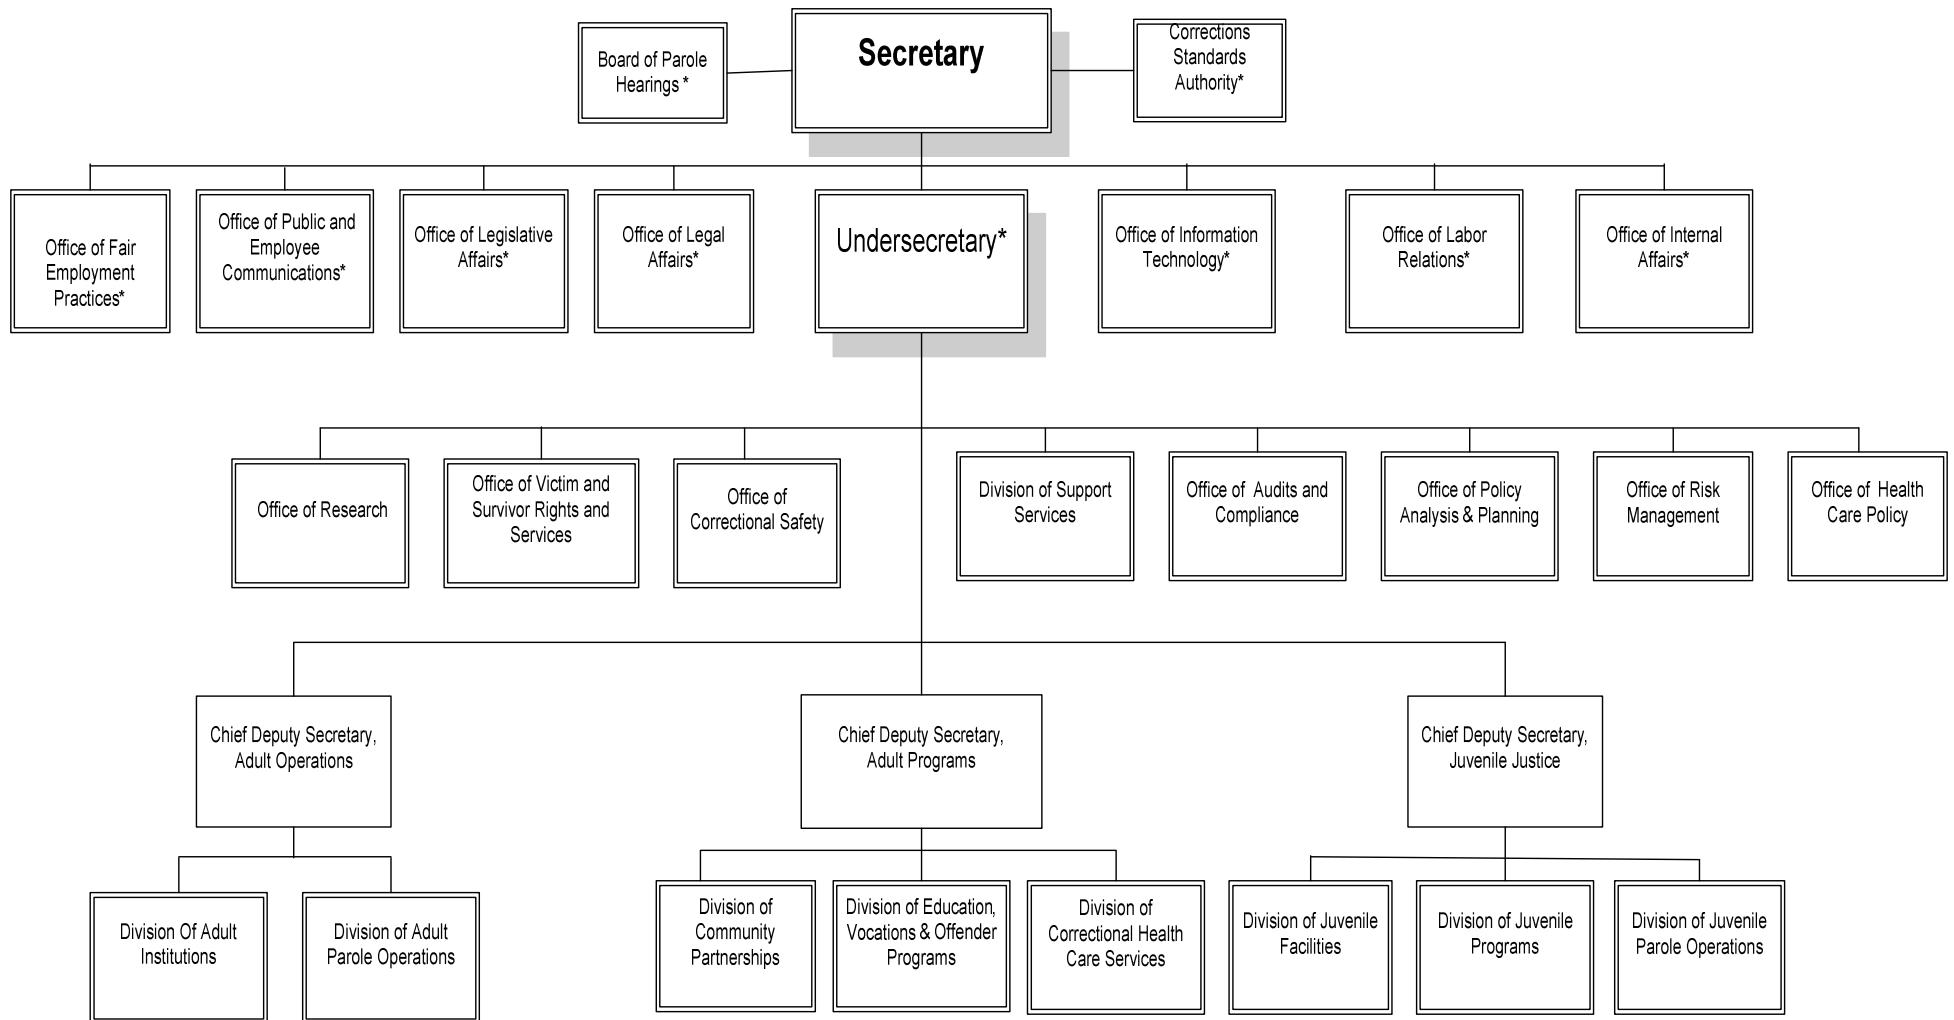 Board of Parole
Hearings *
Secretary
Corrections
Standards
Authority*
Office of Fair
Employment
Practices*
Office of Public and
Employee
Communications*
Office of Legislative
Affairs*
Office of Legal
Affairs*
Undersecretary*
Office of Information
Technology*
Office of Labor
Relations*
Office of Internal
Affairs*
Office of Research
Office of Victim and
Survivor Rights and
Services
Office of
Correctional Safety
Division of Support
Services
Office of Audits and
Compliance
Office of Policy
Analysis & Planning
Office of Risk
Management
Office of Health
Care Policy
Chief Deputy Secretary,
Adult Operations
Chief Deputy Secretary,
Adult Programs
Chief Deputy Secretary,
Juvenile Justice
Division Of Adult
Institutions
Division of Adult
Parole Operations
Division of
Community
Partnerships
Division of Education,
Vocations & Offender
Programs
Division of
Correctional Health
Care Services
Division of Juvenile
Facilities
Division of Juvenile
Programs
Division of Juvenile
Parole Operations